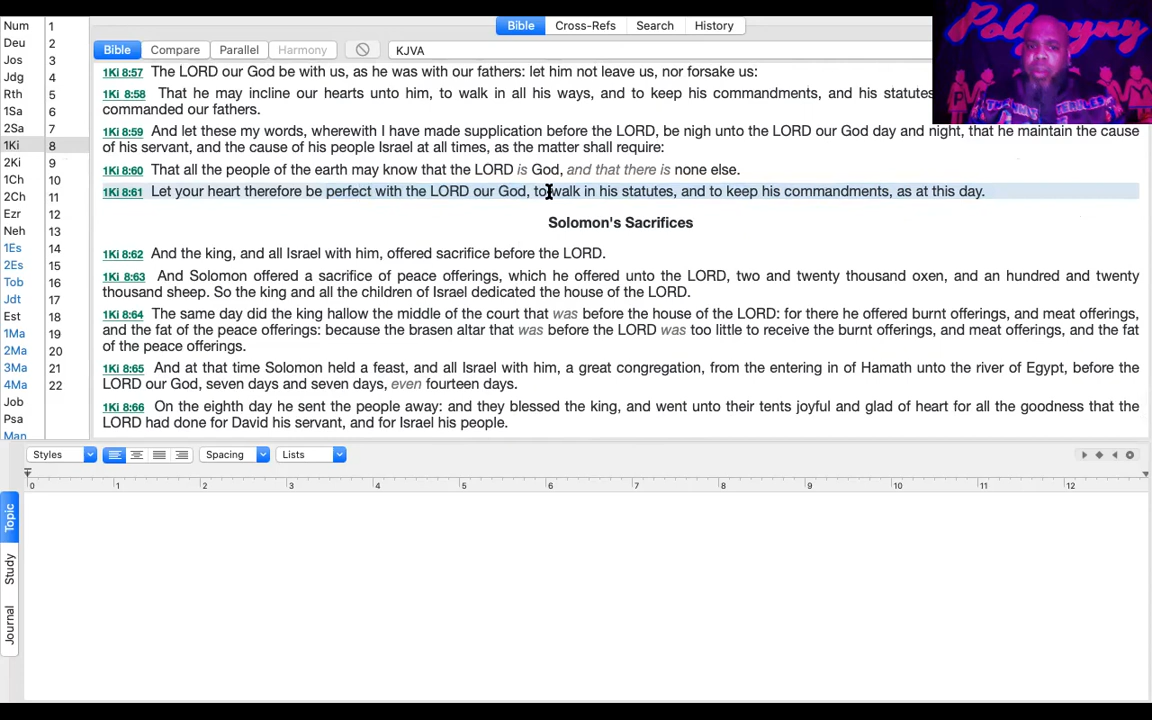 Bible Cross-Refs Search History
Bible Compare Parallel Harmony KJVA
Num
Deu
Jos
Jdg
Rth
1Sa
2Sa
1Ki
2Ki
1Ch
2Ch
Ezr
Neh
1Es
2Es
Tob
Jdt
Est
1Ma
2Ma
3Ma
4Ma
Job
Psa
Man
1
2
3
4
5
6
7
8
9
10
11
12
13
14
15
16
17
18
19
20
21
22
1Ki 8:57 The LORD our God be with us, as he was with our fathers: let him not leave us, nor forsake us:
1Ki 8:58 That he may incline our hearts unto him, to walk in all his ways, and to keep his commandments, and his statutes
commanded our fathers.
1Ki 8:59 And let these my words, wherewith I have made supplication before the LORD, be nigh unto the LORD our God day and night, that he maintain the cause
of his servant, and the cause of his people Israel at all times, as the matter shall require:
1Ki 8:60 That all the people of the earth may know that the LORD is God, and that there is none else.
1Ki 8:61 Let your heart therefore be perfect with the LORD our God, to walk in his statutes, and to keep his commandments, as at this day.
Solomon's Sacrifices
1Ki 8:62 And the king, and all Israel with him, offered sacrifice before the LORD.
1Ki 8:63 And Solomon offered a sacrifice of peace offerings, which he offered unto the LORD, two and twenty thousand oxen, and an hundred and twenty
thousand sheep. So the king and all the children of Israel dedicated the house of the LORD.
1Ki 8:64 The same day did the king hallow the middle of the court that was before the house of the LORD: for there he offered burnt offerings, and meat offerings,
and the fat of the peace offerings: because the brasen altar that was before the LORD was too little to receive the burnt offerings, and meat offerings, and the fat
of the peace offerings.
1Ki 8:65 And at that time Solomon held a feast, and all Israel with him, a great congregation, from the entering in of Hamath unto the river of Egypt, before the
LORD our God, seven days and seven days, even fourteen days.
1Ki 8:66 On the eighth day he sent the people away: and they blessed the king, and went unto their tents joyful and glad of heart for all the goodness that the
LORD had done for David his servant, and for Israel his people.
Styles Spacing Lists
0 1 2 3 4 5 6 7 8 9 10 11 12
Topic
Study
Journal